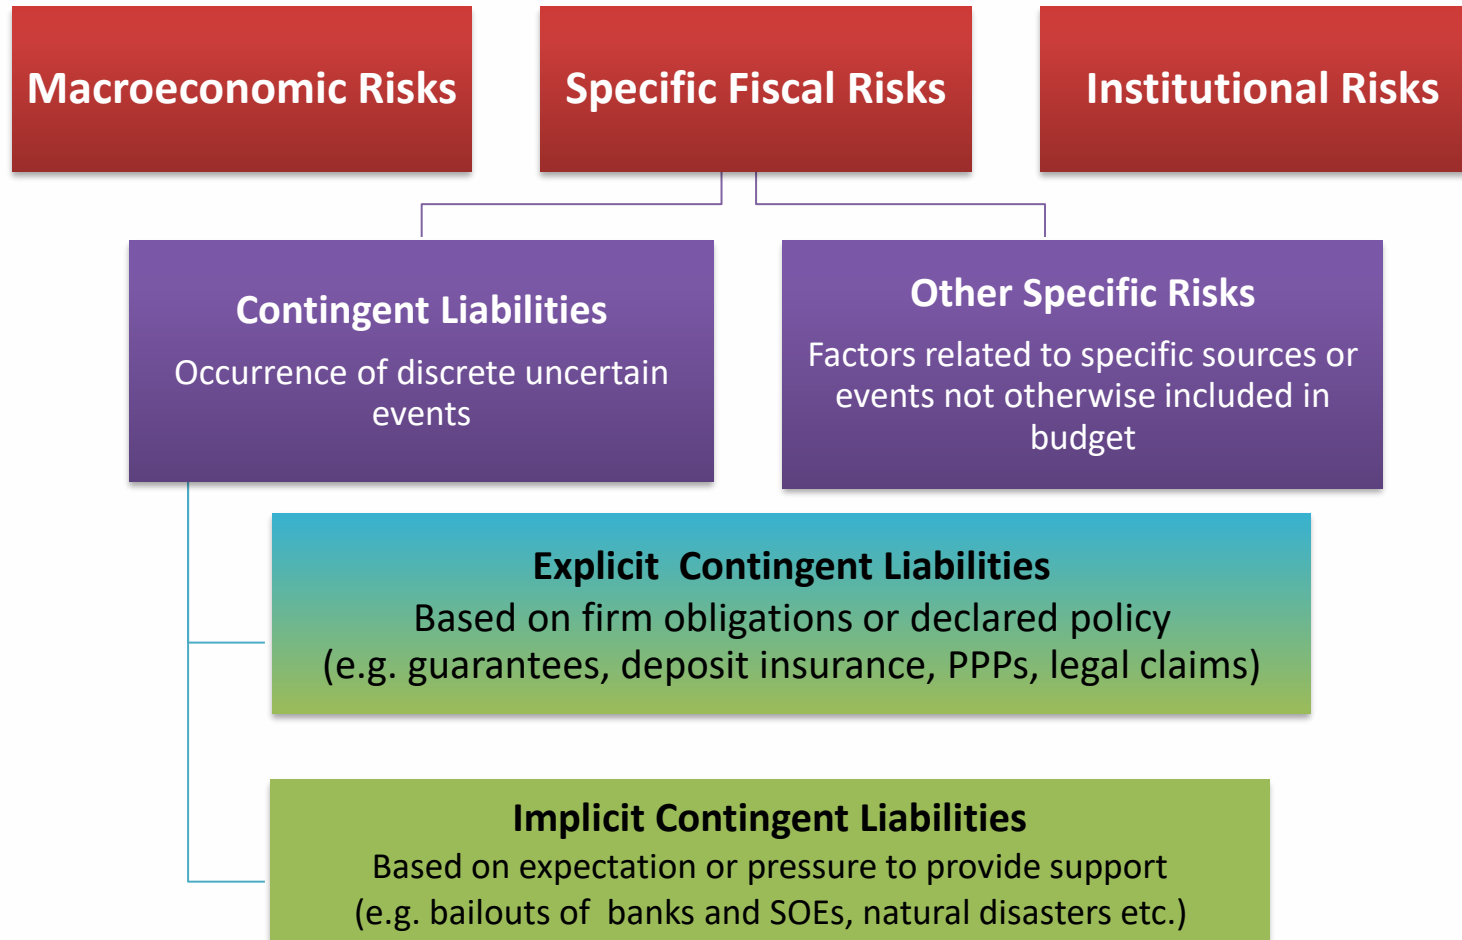 Macroeconomic Risks
Specific Fiscal Risks
Institutional Risks
Contingent Liabilities
Occurrence of discrete uncertain
events
Other Specific Risks
Factors related to specific sources or
events not otherwise included in
budget
Explicit  Contingent Liabilities
Based on firm obligations or declared policy
(e.g. guarantees, deposit insurance, PPPs, legal claims)
Implicit Contingent Liabilities
Based on expectation or pressure to provide support
(e.g. bailouts of  banks and SOEs, natural disasters etc.)